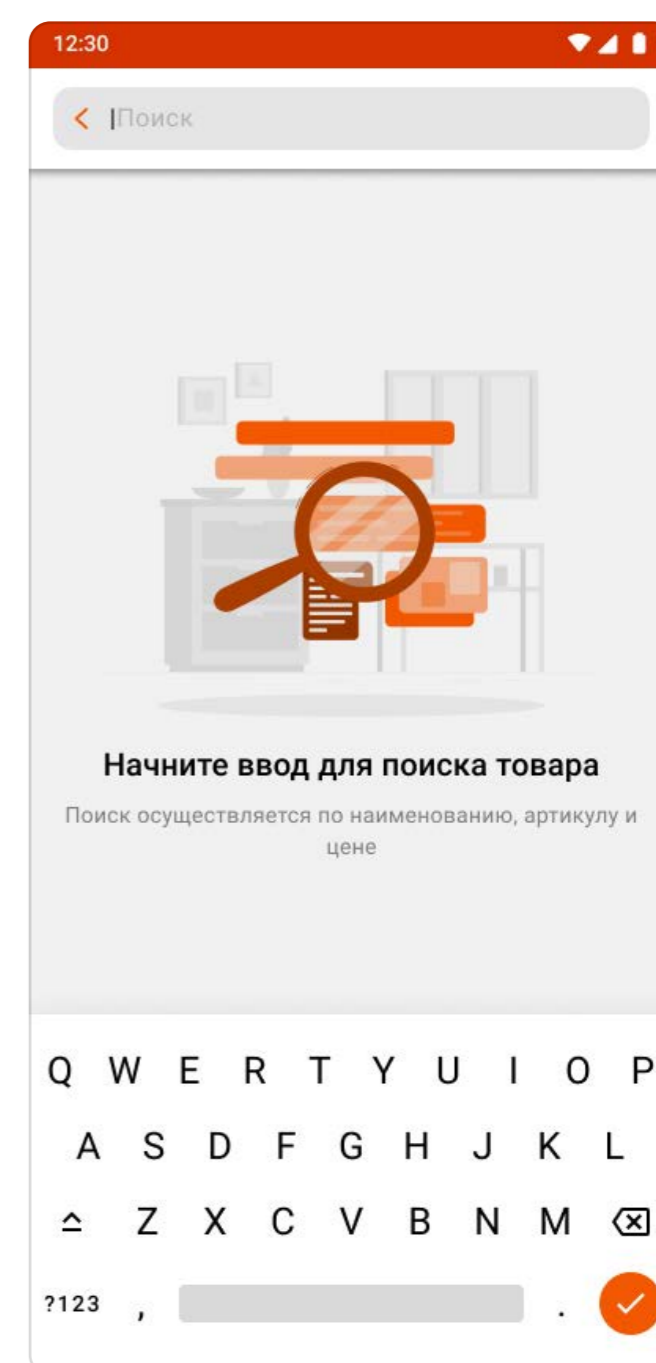 12:30
Поиск
Начните ввод для поиска товара
Поиск осуществляется по наименованию, артикулу и
цене
Q W E R T Y U I O P
A S D F G H J K L
Z X C V B N M
?123 , .